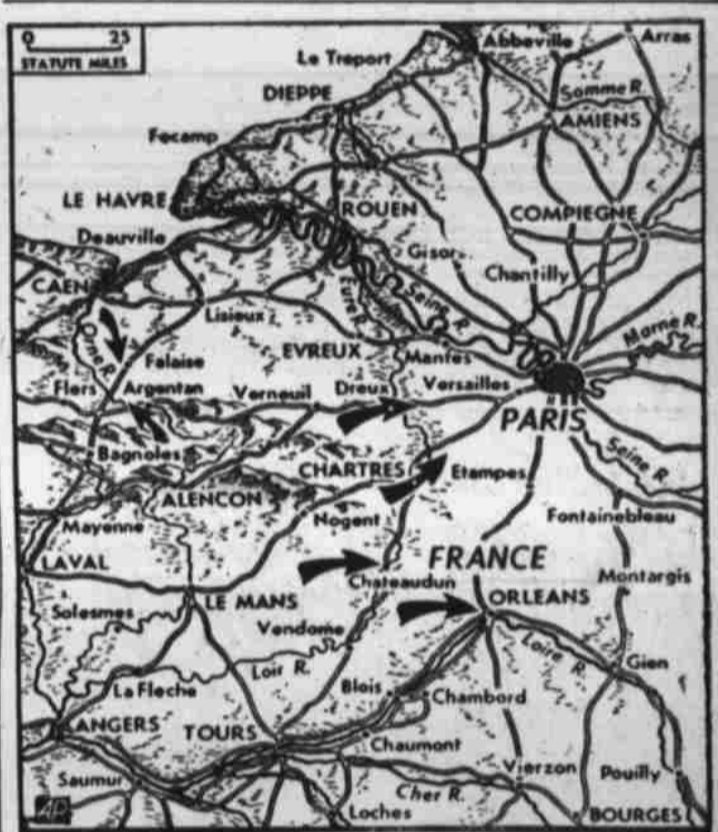 0 25
STATUTE MILES
Le Treport
Abbeville
Arras
DIEPPE
Somme R.
AMIENS
Fecamp
LE HAVRE
ROUEN
COMPIEGNE
Deauville
Gisors
Chantilly
CAEN
Seine R.
Lisieux
Eure R.
Marne R.
Orne R.
EVREUX
Mantes
Falaise
Flers
Argentan
Verneuil
Dreux
Versailles
PARIS
Bagnoles
CHARTRES
Etampes
Seine R.
ALENCON
Nogent
Fontainebleau
Mayenne
FRANCE
LAVAL
Chateaudun
Montargis
LE MANS
ORLEANS
Solesmes
Vendome
Loire R.
Loir R.
Gien
La Fleche
Blois
Chambord
ANGERS
TOURS
Chaumont
Saumur
Vierzon
Pouilly
Cher R.
AP
Loches
BOURGES